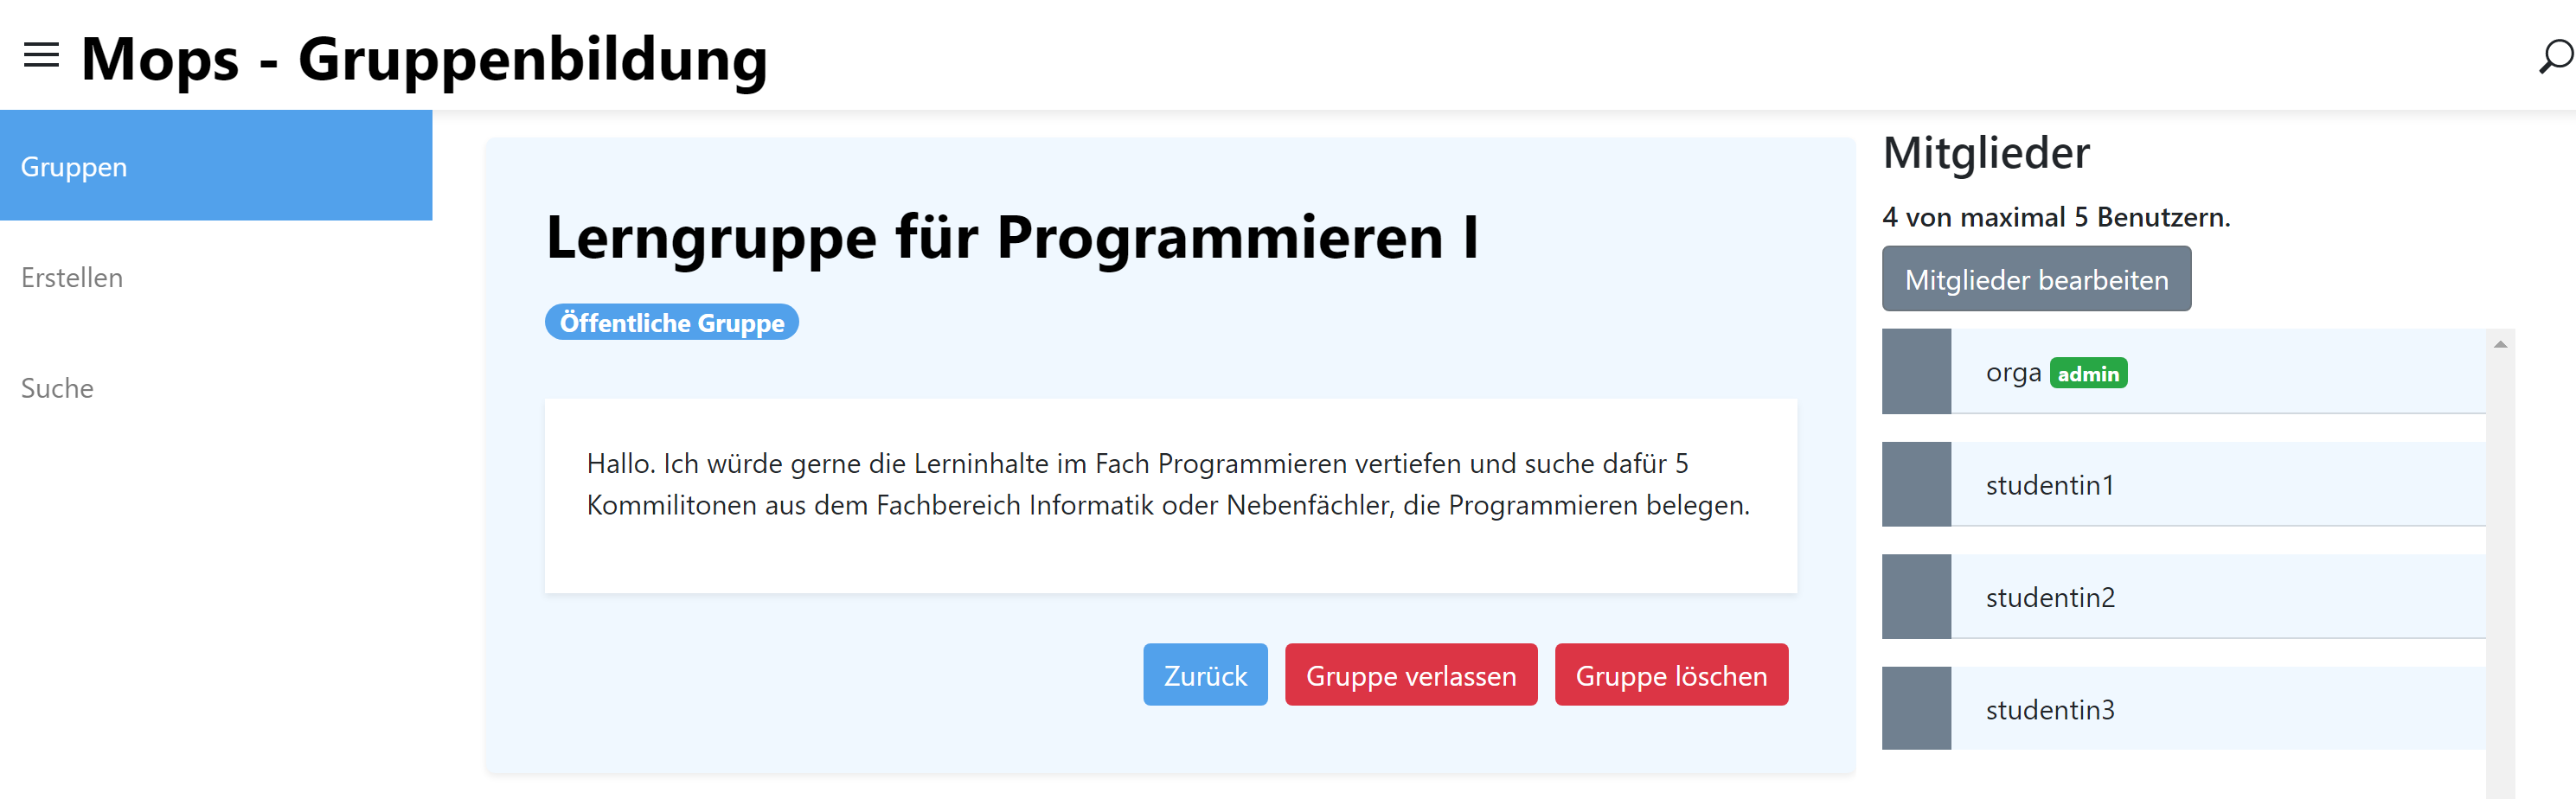 Mops - Gruppenbildung
Gruppen
Erstellen
Suche
Lerngruppe für Programmieren I
Öffentliche Gruppe
Hallo. Ich würde gerne die Lerninhalte im Fach Programmieren vertiefen und suche dafür 5
Kommilitonen aus dem Fachbereich Informatik oder Nebenfächler, die Programmieren belegen.
Zurück
Gruppe verlassen
Gruppe löschen
Mitglieder
4 von maximal 5 Benutzern.
Mitglieder bearbeiten
orga admin
studentin1
studentin2
studentin3